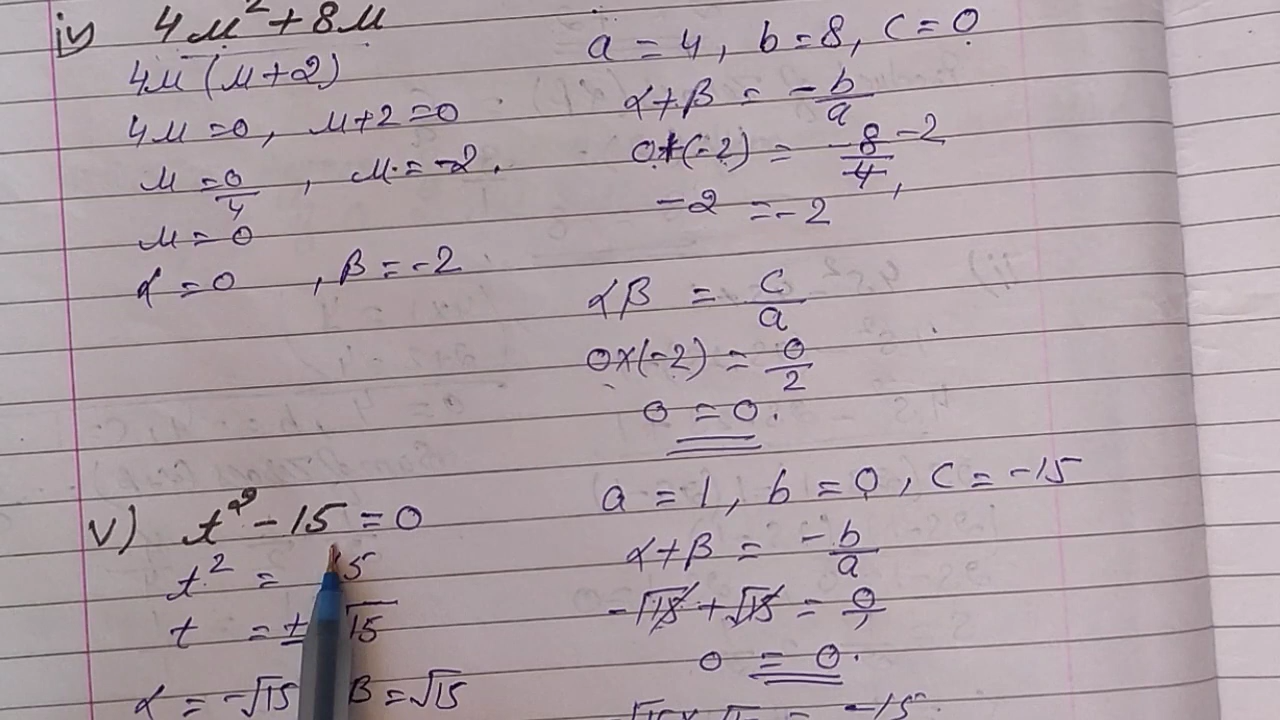 iv) 4u² + 8u
4u (u+2)
4u = 0, u+2 = 0
u = 0/4, u = -2.
u = 0
α = 0, β = -2
a = 4, b = 8, c = 0
α+β = -b/a
0+(-2) = -8/4 -2
-2 = -2
αβ = c/a
0×(-2) = 0/2
0 = 0.
v) t² - 15 = 0
t² = 15
t = ±√15
α = -√15 β = √15
a = 1, b = 0, c = -15
α+β = -b/a
-√15 + √15 = 0/
0 = 0.
= -15